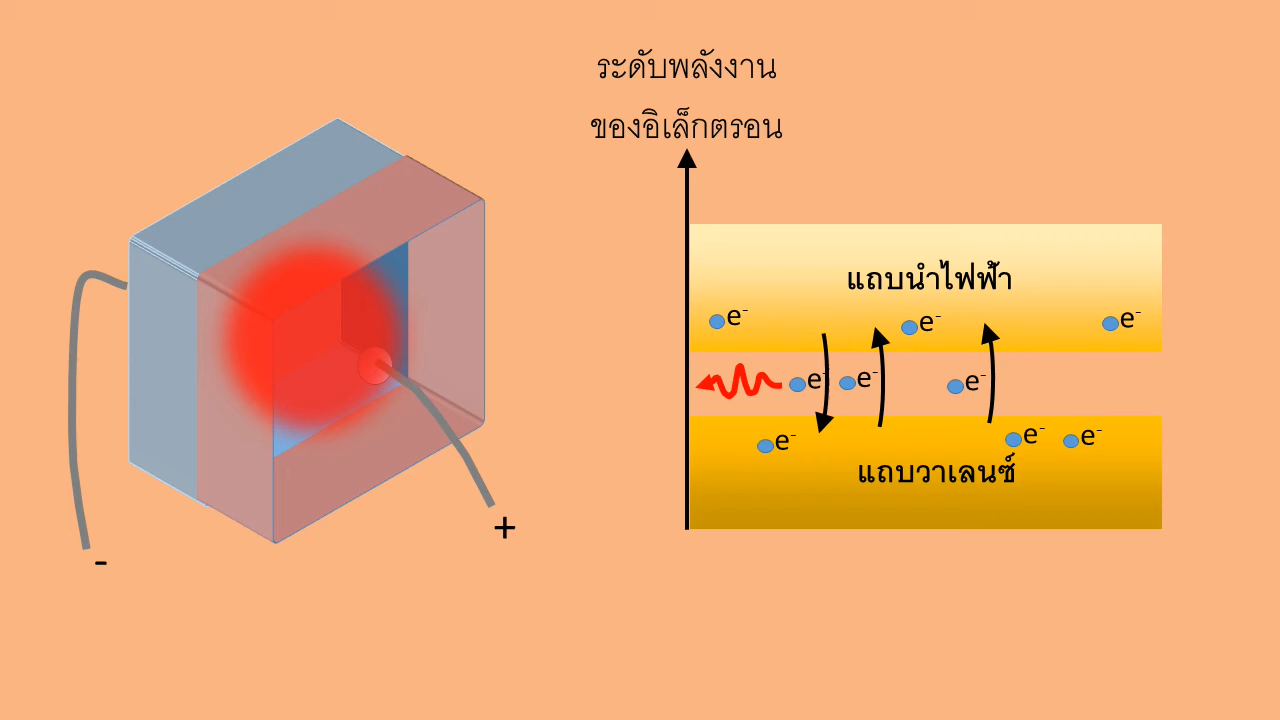 ระดับพลังงาน
ของอิเล็กตรอน
แถบนำไฟฟ้า
e-
e-
e-
e-
e-
e-
e-
e-
e-
แถบวาเลนซ์
+
-